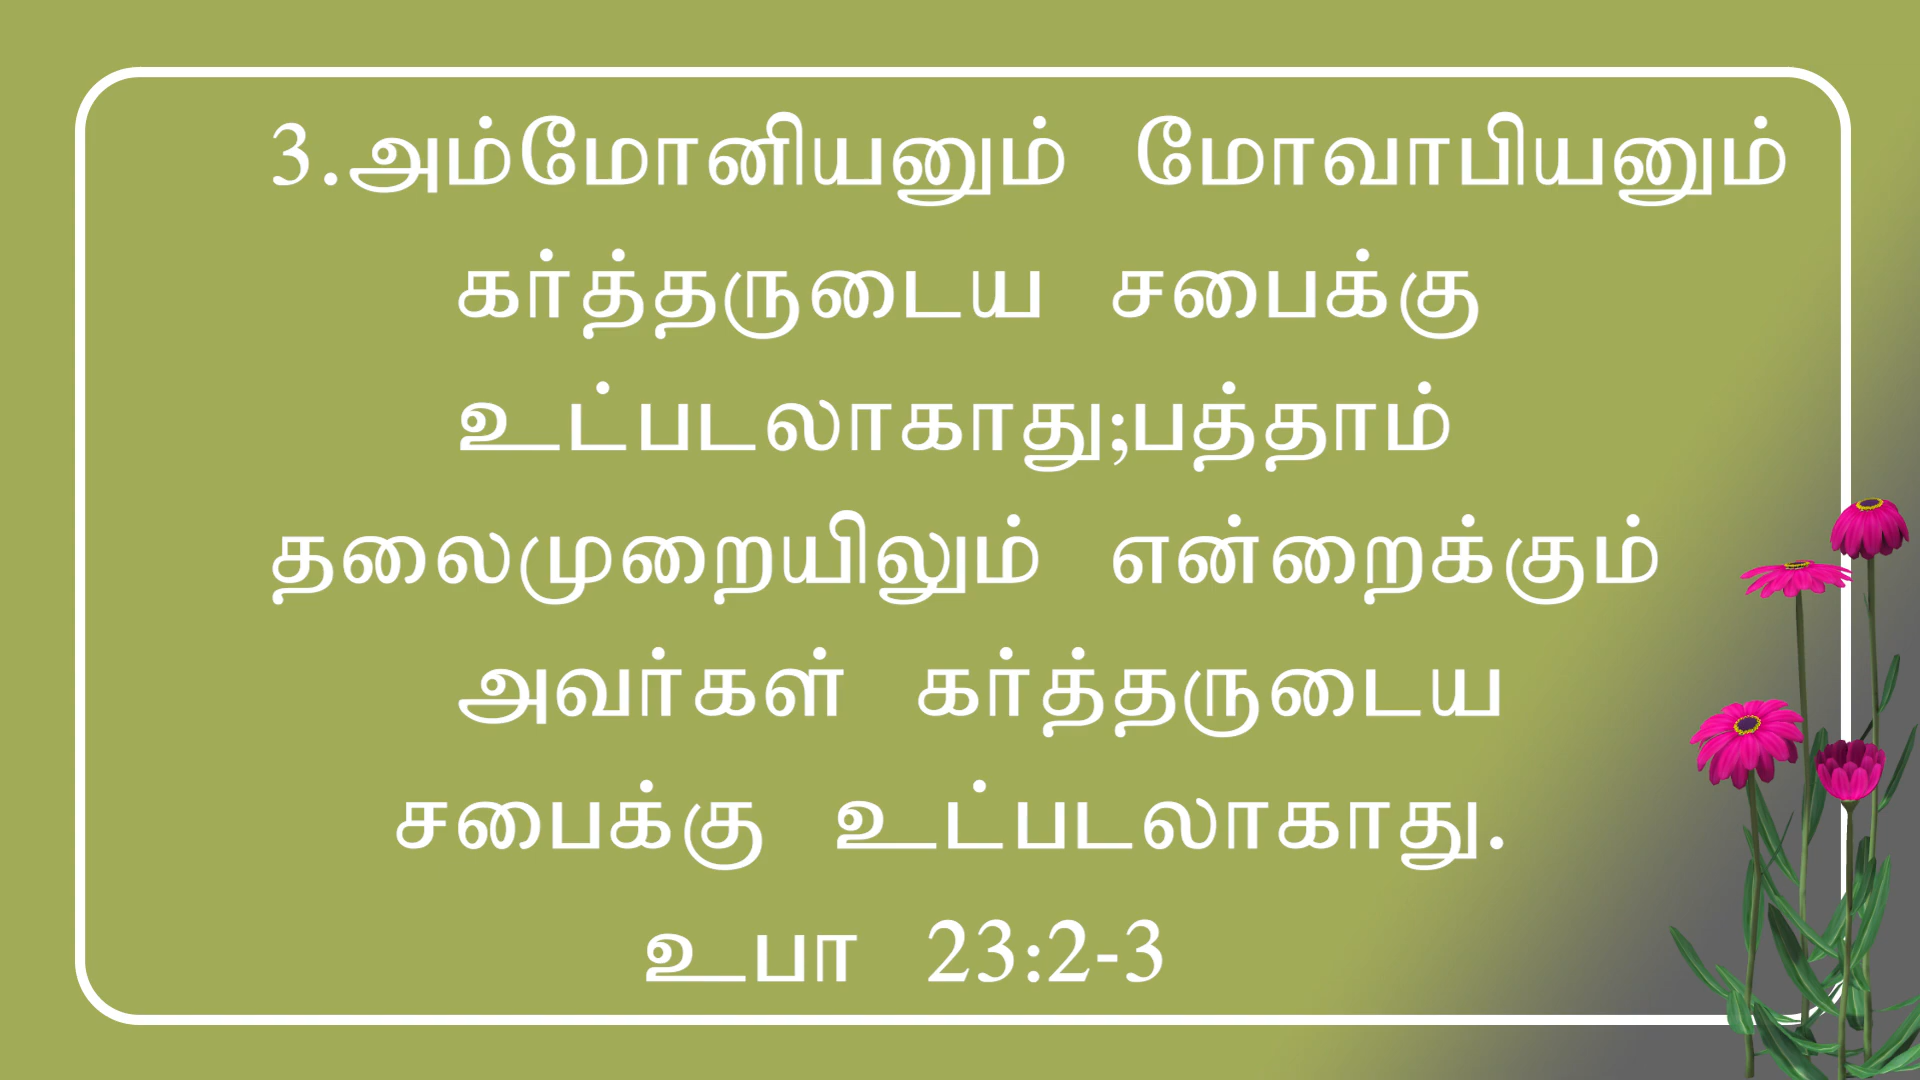 3.அம்மோனியனும் மோவாபியனும்
கர்த்தருடைய சபைக்கு
உட்படலாகாது;பத்தாம்
தலைமுறையிலும் என்றைக்கும்
அவர்கள் கர்த்தருடைய
சபைக்கு உட்படலாகாது.
உபா 23:2-3